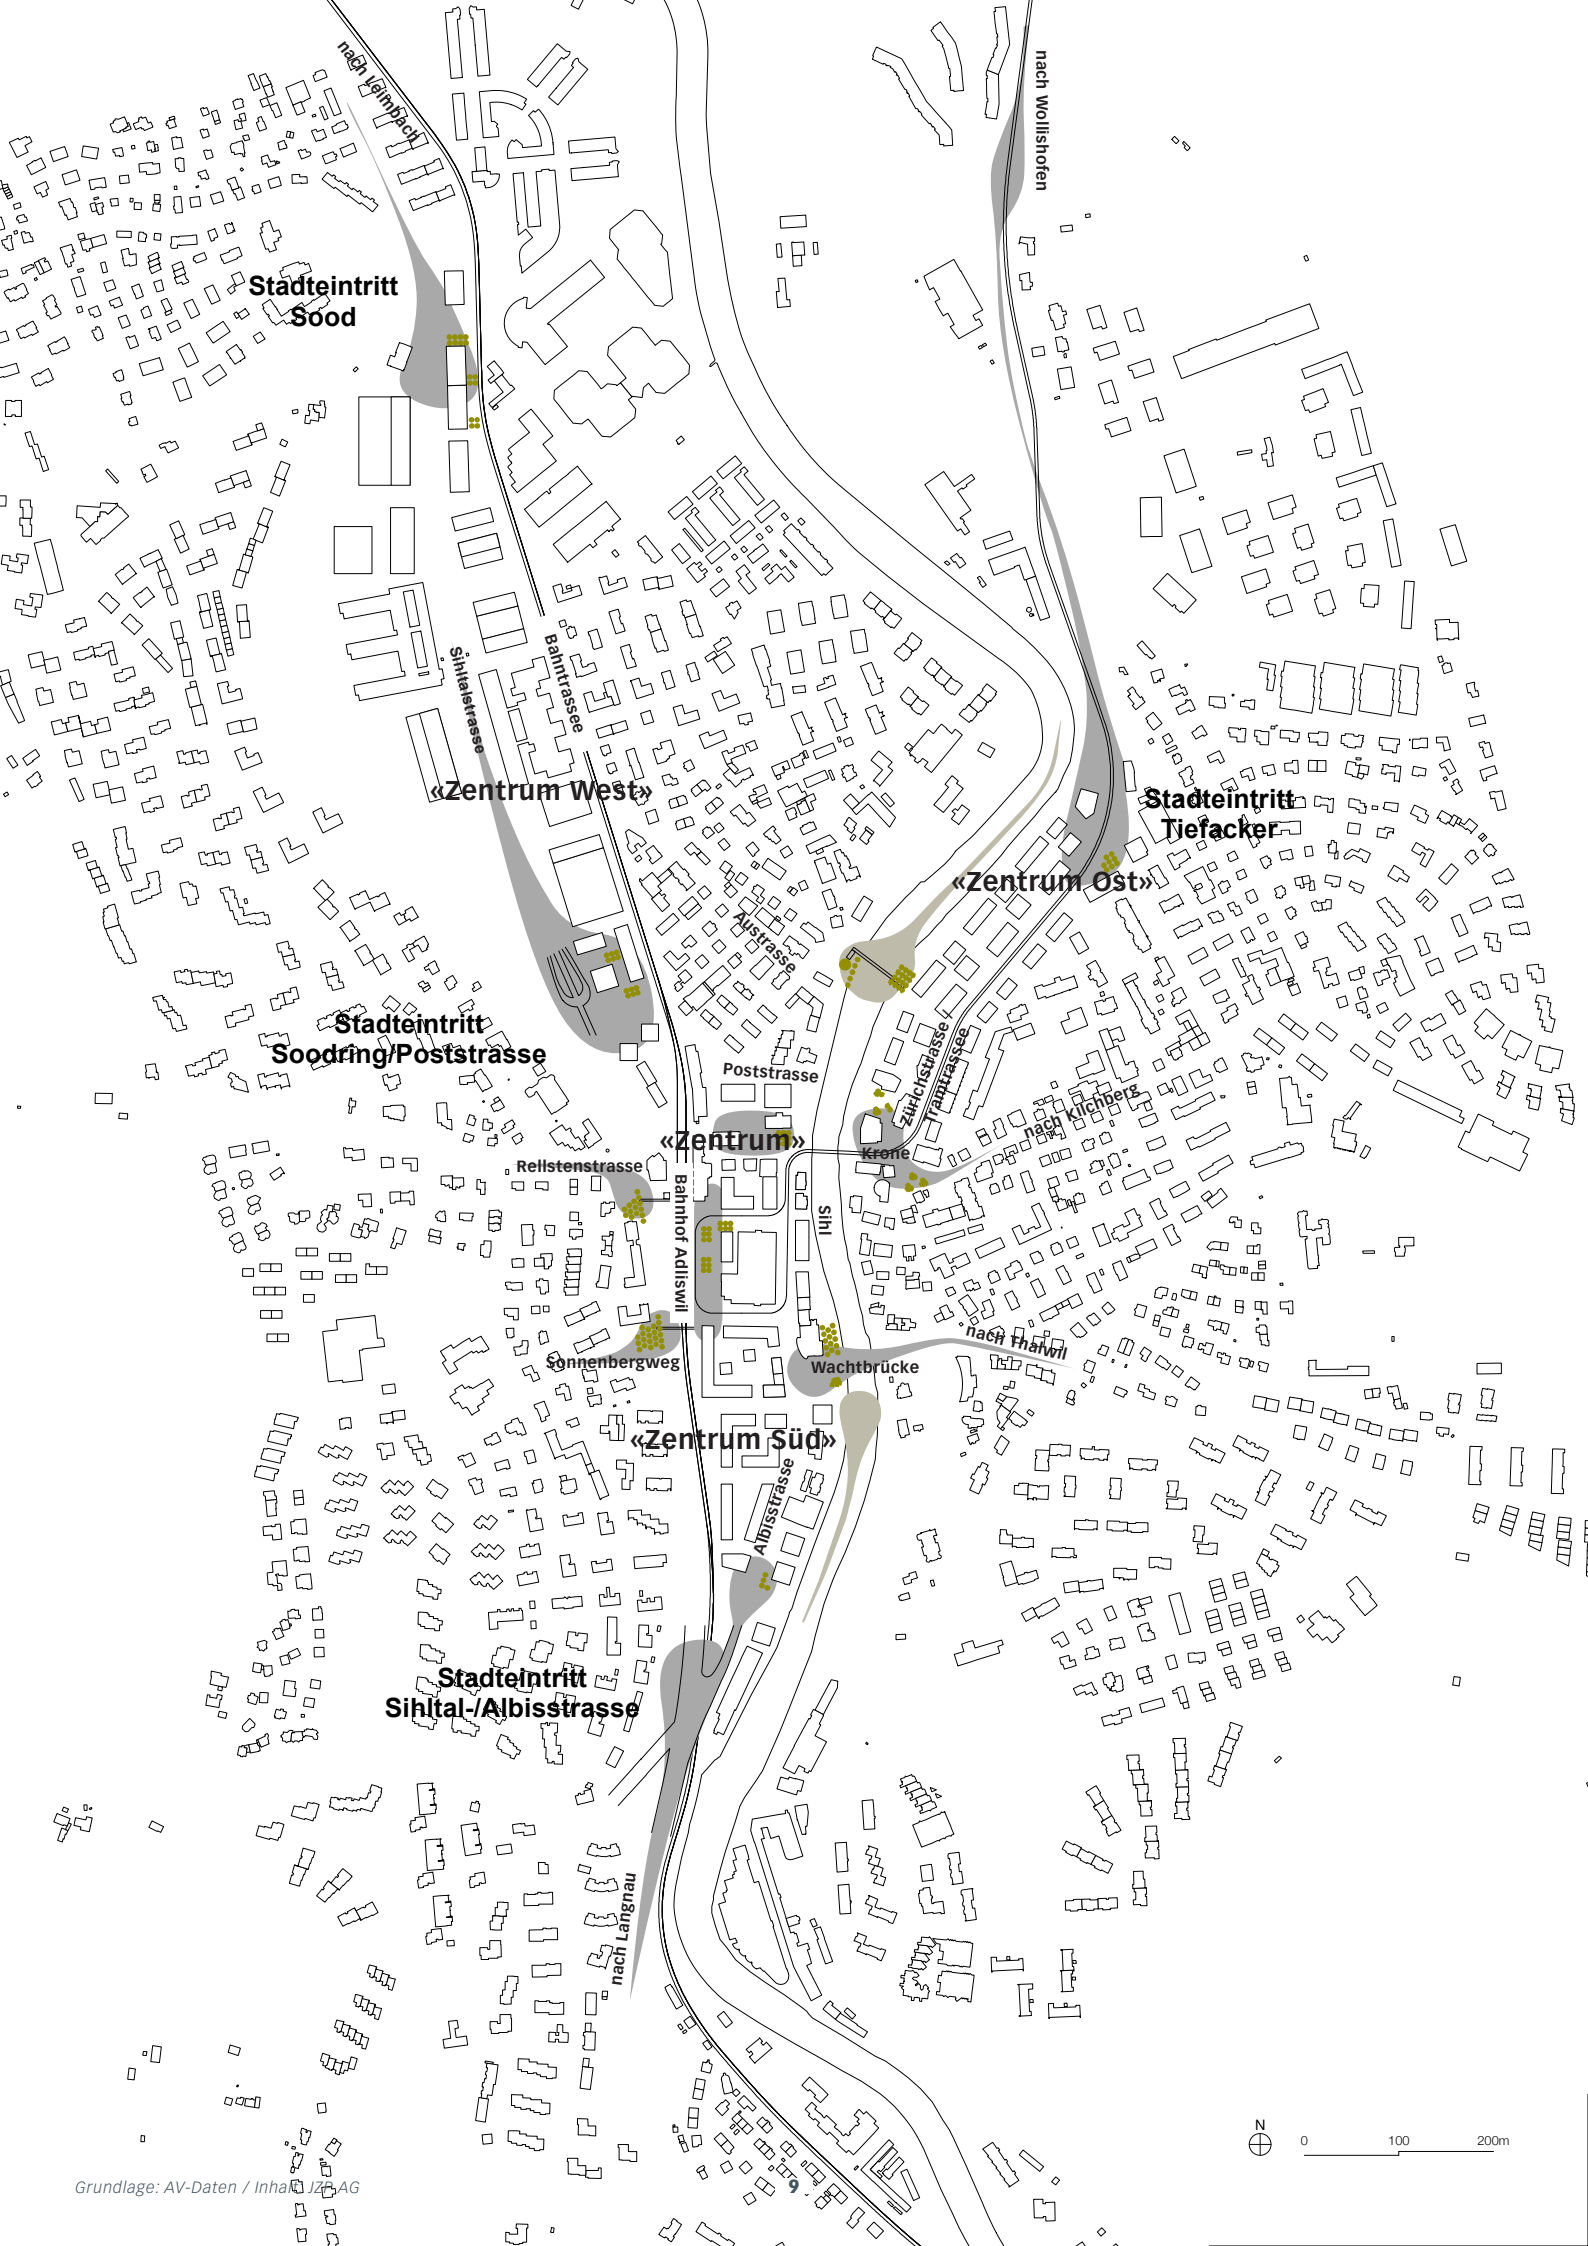 nach Leimbach
nach Wollishofen
Stadteintritt
Sood
Sihltalstrasse
Bahntrassee
«Zentrum West»
Stadteintritt
Tiefacker
«Zentrum Ost»
Austrasse
Stadteintritt
Soodring/Poststrasse
Zürichstrasse /
Tramtrassee
Poststrasse
nach Kilchberg
«Zentrum»
Krone
Rellstenstrasse
Bahnhof Adliswil
Sihl
nach Thalwil
Sonnenbergweg
Wachtbrücke
«Zentrum Süd»
Albisstrasse
Stadteintritt
Sihltal-/Albisstrasse
nach Langnau
N
0 100 200m
Grundlage: AV-Daten / Inhalt: JZP AG
9